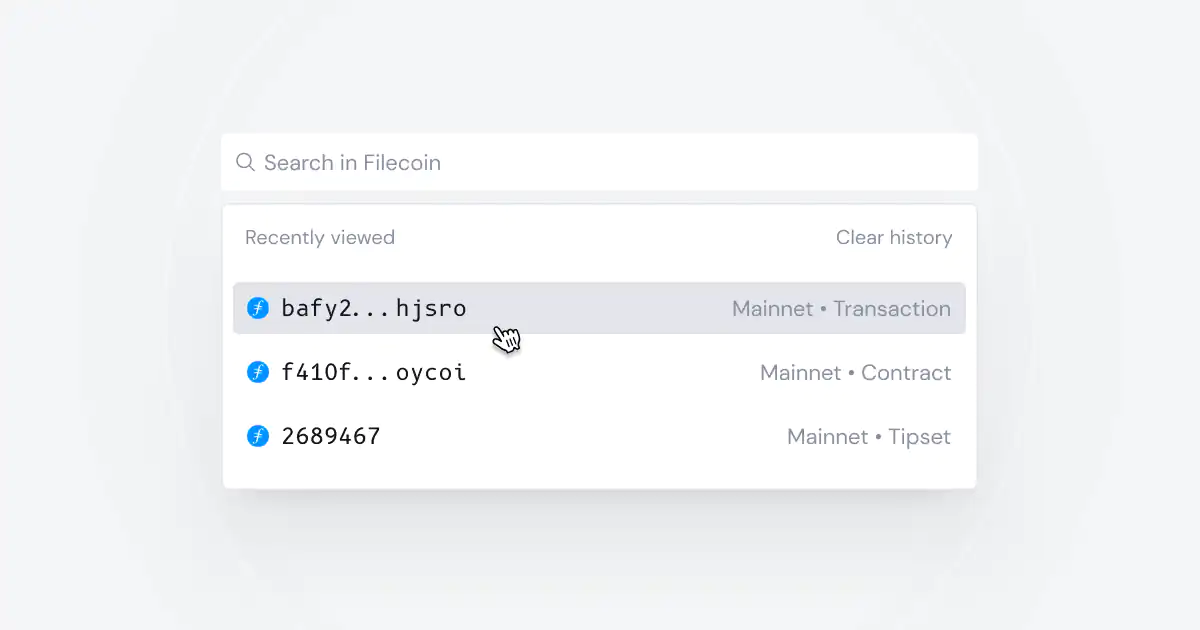 Search in Filecoin
Recently viewed Clear history
bafy2...hjsro Mainnet • Transaction
f410f...oycoi Mainnet • Contract
2689467 Mainnet • Tipset